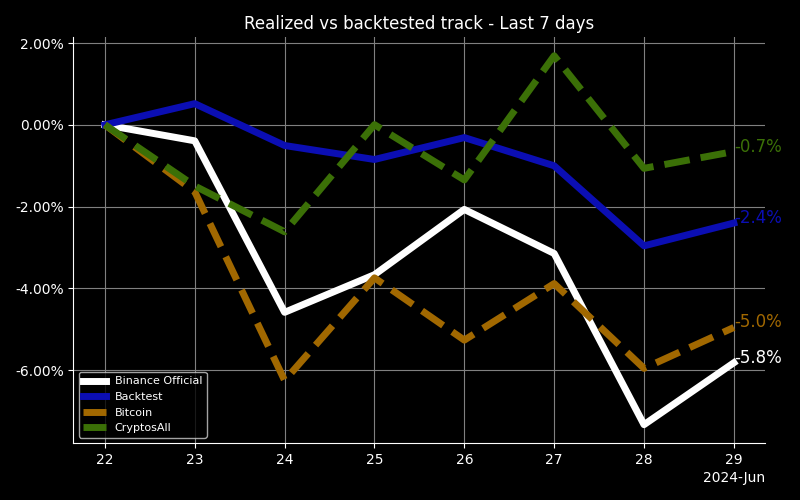 Realized vs backtested track - Last 7 days
2.00%
0.00%
-2.00%
-4.00%
-6.00%
-0.7%
-2.4%
-5.0%
-5.8%
Binance Official
Backtest
Bitcoin
CryptosAll
22 23 24 25 26 27 28 29
2024-Jun